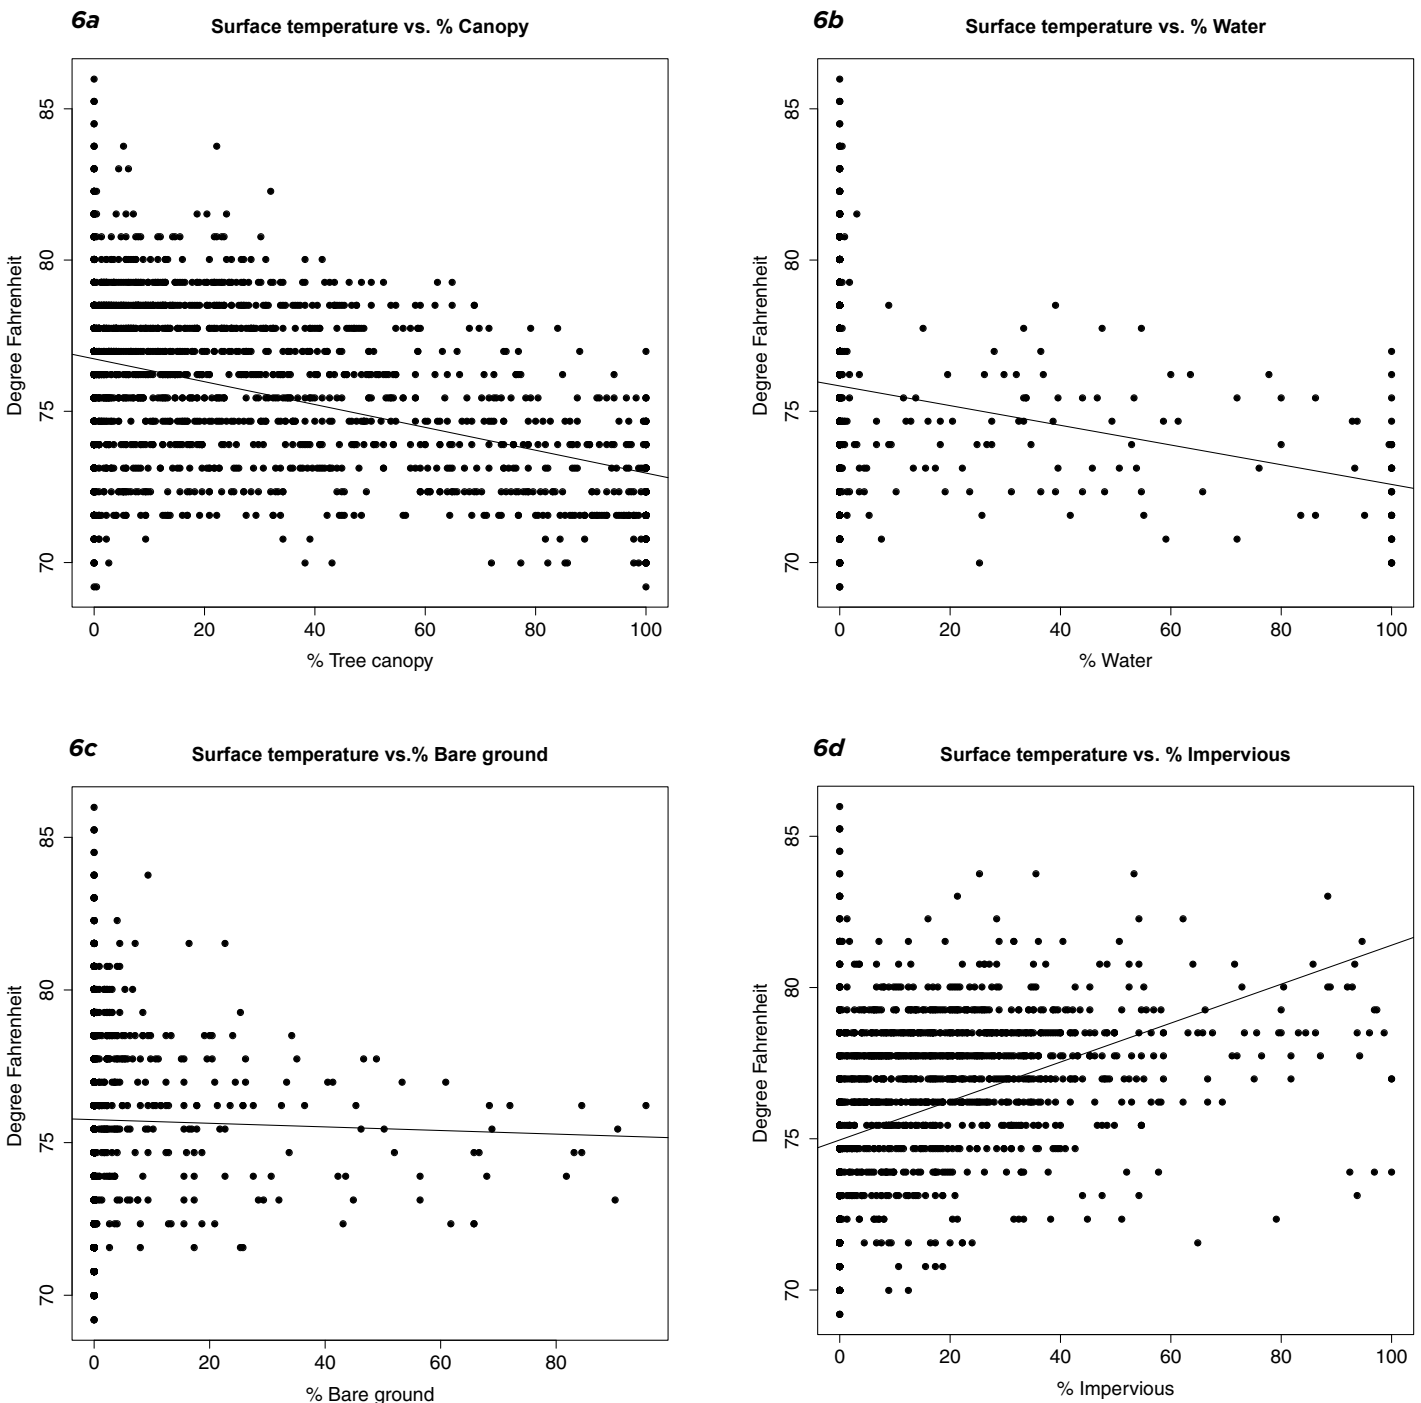 6a
Surface temperature vs. % Canopy
Degree Fahrenheit
85
80
75
70
0 20 40 60 80 100
% Tree canopy
6b
Surface temperature vs. % Water
Degree Fahrenheit
85
80
75
70
0 20 40 60 80 100
% Water
6c
Surface temperature vs.% Bare ground
Degree Fahrenheit
85
80
75
70
0 20 40 60 80
% Bare ground
6d
Surface temperature vs. % Impervious
Degree Fahrenheit
85
80
75
70
0 20 40 60 80 100
% Impervious